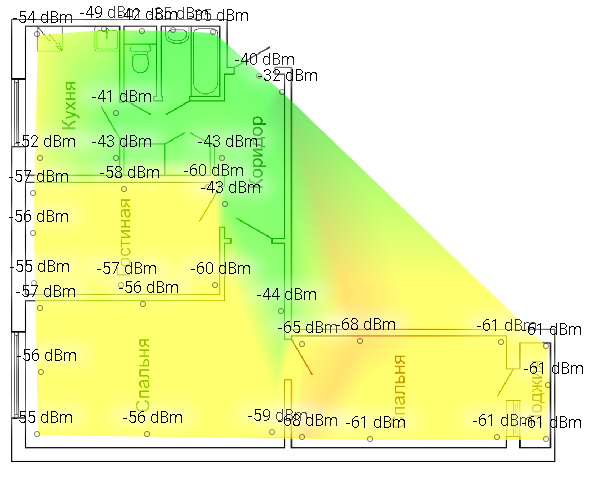 -54 dBm
-49 dBm
-42 dBm
-35 dBm
-35 dBm
-40 dBm
-32 dBm
-41 dBm
Кухня
-52 dBm
-43 dBm
-43 dBm
Коридор
-57 dBm
-58 dBm
-60 dBm
-43 dBm
-56 dBm
Гостиная
-55 dBm
-57 dBm
-60 dBm
-57 dBm
-56 dBm
-44 dBm
-65 dBm
-68 dBm
-61 dBm
-61 dBm
-56 dBm
Спальня
-61 dBm
-55 dBm
-56 dBm
-59 dBm
-68 dBm
-61 dBm
-61 dBm
-61 dBm